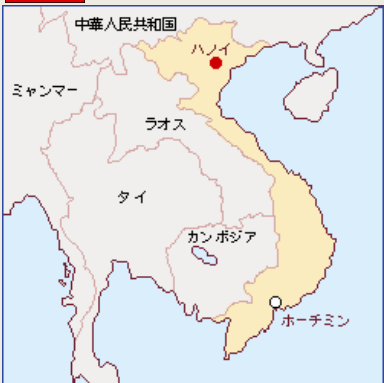 中華人民共和国
ハノイ
ミャンマー
ラオス
タイ
カンボジア
ホーチミン